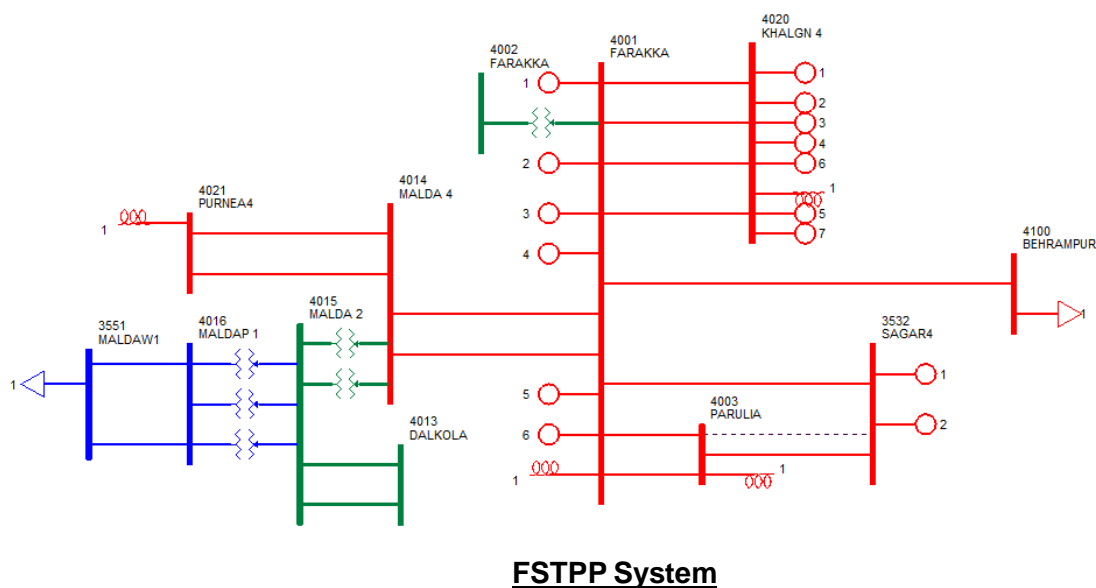 4020
KHALGN 4
4002
FARAKKA
4001
FARAKKA
1
1
2
3
4
2
6
1
3
5
7
4
4021
PURNEA4
1
4014
MALDA 4
4100
BEHRAMPUR
1
4015
MALDA 2
3551
MALDAW1
4016
MALDAP 1
1
3532
SAGAR4
1
5
4003
PARULIA
2
6
4013
DALKOLA
1
1
FSTPP System